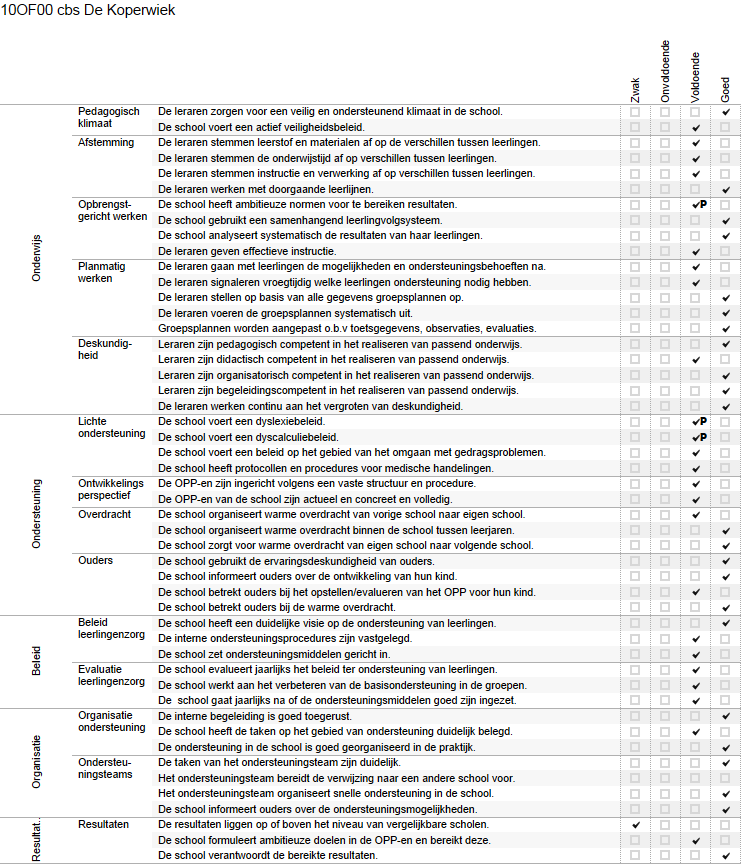 10OF00 cbs De Koperwiek
Zwak
Onvoldoende
Voldoende
Goed
Onderwijs
Pedagogisch klimaat
De leraren zorgen voor een veilig en ondersteunend klimaat in de school.
De school voert een actief veiligheidsbeleid.
Afstemming
De leraren stemmen leerstof en materialen af op de verschillen tussen leerlingen.
De leraren stemmen de onderwijstijd af op verschillen tussen leerlingen.
De leraren stemmen instructie en verwerking af op verschillen tussen leerlingen.
De leraren werken met doorgaande leerlijnen.
Opbrengst-
gericht werken
De school heeft ambitieuze normen voor te bereiken resultaten.
P
De school gebruikt een samenhangend leerlingvolgsysteem.
De school analyseert systematisch de resultaten van haar leerlingen.
De leraren geven effectieve instructie.
Planmatig
werken
De leraren gaan met leerlingen de mogelijkheden en ondersteuningsbehoeften na.
De leraren signaleren vroegtijdig welke leerlingen ondersteuning nodig hebben.
De leraren stellen op basis van alle gegevens groepsplannen op.
De leraren voeren de groepsplannen systematisch uit.
Groepsplannen worden aangepast o.b.v toetsgegevens, observaties, evaluaties.
Deskundig-
heid
Leraren zijn pedagogisch competent in het realiseren van passend onderwijs.
Leraren zijn didactisch competent in het realiseren van passend onderwijs.
Leraren zijn organisatorisch competent in het realiseren van passend onderwijs.
Leraren zijn begeleidingscompetent in het realiseren van passend onderwijs.
De leraren werken continu aan het vergroten van deskundigheid.
Ondersteuning
Lichte
ondersteuning
De school voert een dyslexiebeleid.
P
De school voert een dyscalculiebeleid.
P
De school voert een beleid op het gebied van het omgaan met gedragsproblemen.
De school heeft protocollen en procedures voor medische handelingen.
Ontwikkelings
perspectief
De OPP-en zijn ingericht volgens een vaste structuur en procedure.
De OPP-en van de school zijn actueel en concreet en volledig.
Overdracht
De school organiseert warme overdracht van vorige school naar eigen school.
De school organiseert warme overdracht binnen de school tussen leerjaren.
De school zorgt voor warme overdracht van eigen school naar volgende school.
Ouders
De school gebruikt de ervaringsdeskundigheid van ouders.
De school informeert ouders over de ontwikkeling van hun kind.
De school betrekt ouders bij het opstellen/evalueren van het OPP voor hun kind.
De school betrekt ouders bij de warme overdracht.
Beleid
Beleid
leerlingenzorg
De school heeft een duidelijke visie op de ondersteuning van leerlingen.
De interne ondersteuningsprocedures zijn vastgelegd.
De school zet ondersteuningsmiddelen gericht in.
Evaluatie
leerlingenzorg
De school evalueert jaarlijks het beleid ter ondersteuning van leerlingen.
De school werkt aan het verbeteren van de basisondersteuning in de groepen.
De school gaat jaarlijks na of de ondersteuningsmiddelen goed zijn ingezet.
Organisatie
Organisatie
ondersteuning
De interne begeleiding is goed toegerust.
De school heeft de taken op het gebied van ondersteuning duidelijk belegd.
De ondersteuning in de school is goed georganiseerd in de praktijk.
Ondersteu-
ningsteams
De taken van het ondersteuningsteam zijn duidelijk.
Het ondersteuningsteam bereidt de verwijzing naar een andere school voor.
Het ondersteuningsteam organiseert snelle ondersteuning in de school.
De school informeert ouders over de ondersteuningsmogelijkheden.
Resultat..
Resultaten
De resultaten liggen op of boven het niveau van vergelijkbare scholen.
De school formuleert ambitieuze doelen in de OPP-en en bereikt deze.
De school verantwoordt de bereikte resultaten.